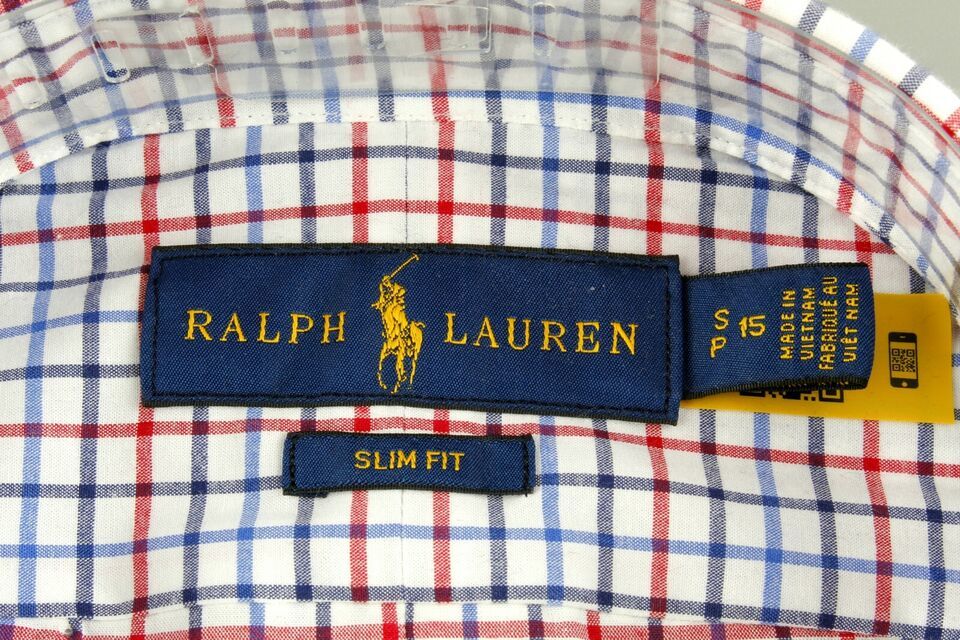 RALPH LAUREN
S
P
15
MADE IN
VIETNAM
FABRIQUÉ AU
VIÊT NAM
SLIM FIT